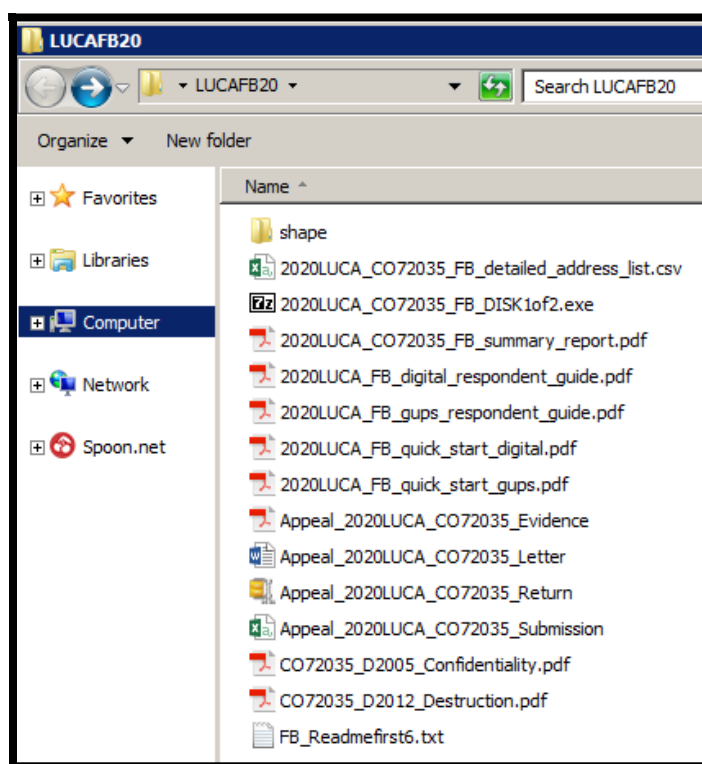 LUCAFB20
LUCAFB20
Search LUCAFB20
Organize
New folder
Favorites
Libraries
Computer
Network
Spoon.net
Name
shape
2020LUCA_CO72035_FB_detailed_address_list.csv
2020LUCA_CO72035_FB_DISK1of2.exe
2020LUCA_CO72035_FB_summary_report.pdf
2020LUCA_FB_digital_respondent_guide.pdf
2020LUCA_FB_gups_respondent_guide.pdf
2020LUCA_FB_quick_start_digital.pdf
2020LUCA_FB_quick_start_gups.pdf
Appeal_2020LUCA_CO72035_Evidence
Appeal_2020LUCA_CO72035_Letter
Appeal_2020LUCA_CO72035_Return
Appeal_2020LUCA_CO72035_Submission
CO72035_D2005_Confidentiality.pdf
CO72035_D2012_Destruction.pdf
FB_Readmefirst6.txt